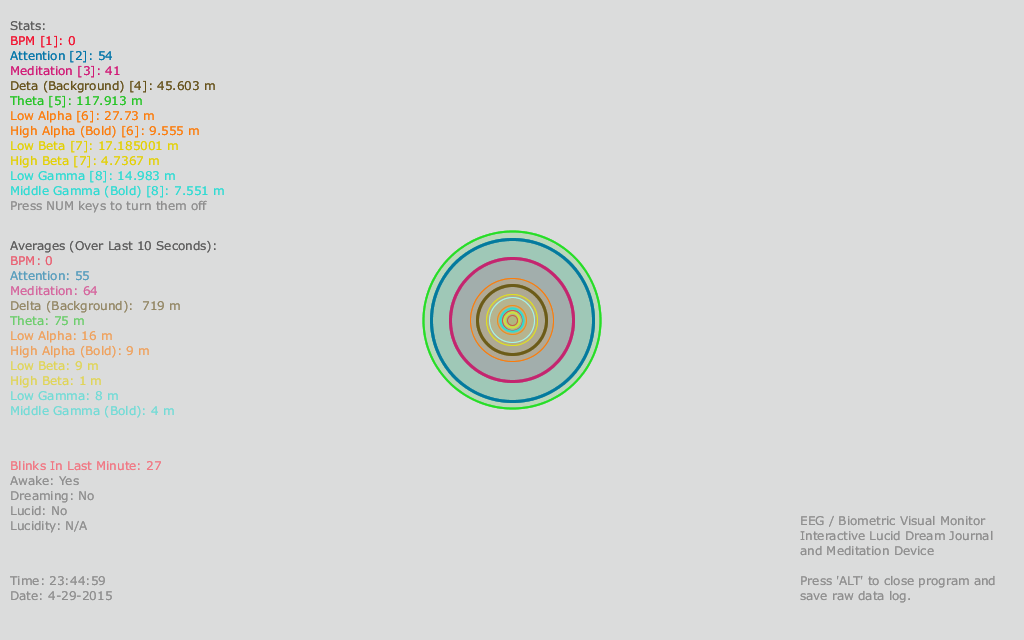 Stats:
BPM [1]: 0
Attention [2]: 54
Meditation [3]: 41
Deta (Background) [4]: 45.603 m
Theta [5]: 117.913 m
Low Alpha [6]: 27.73 m
High Alpha (Bold) [6]: 9.555 m
Low Beta [7]: 17.185001 m
High Beta [7]: 4.7367 m
Low Gamma [8]: 14.983 m
Middle Gamma (Bold) [8]: 7.551 m
Press NUM keys to turn them off
Averages (Over Last 10 Seconds):
BPM: 0
Attention: 55
Meditation: 64
Delta (Background):  719 m
Theta: 75 m
Low Alpha: 16 m
High Alpha (Bold): 9 m
Low Beta: 9 m
High Beta: 1 m
Low Gamma: 8 m
Middle Gamma (Bold): 4 m
Blinks In Last Minute: 27
Awake: Yes
Dreaming: No
Lucid: No
Lucidity: N/A
Time: 23:44:59
Date: 4-29-2015
EEG / Biometric Visual Monitor
Interactive Lucid Dream Journal
and Meditation Device
Press 'ALT' to close program and
save raw data log.